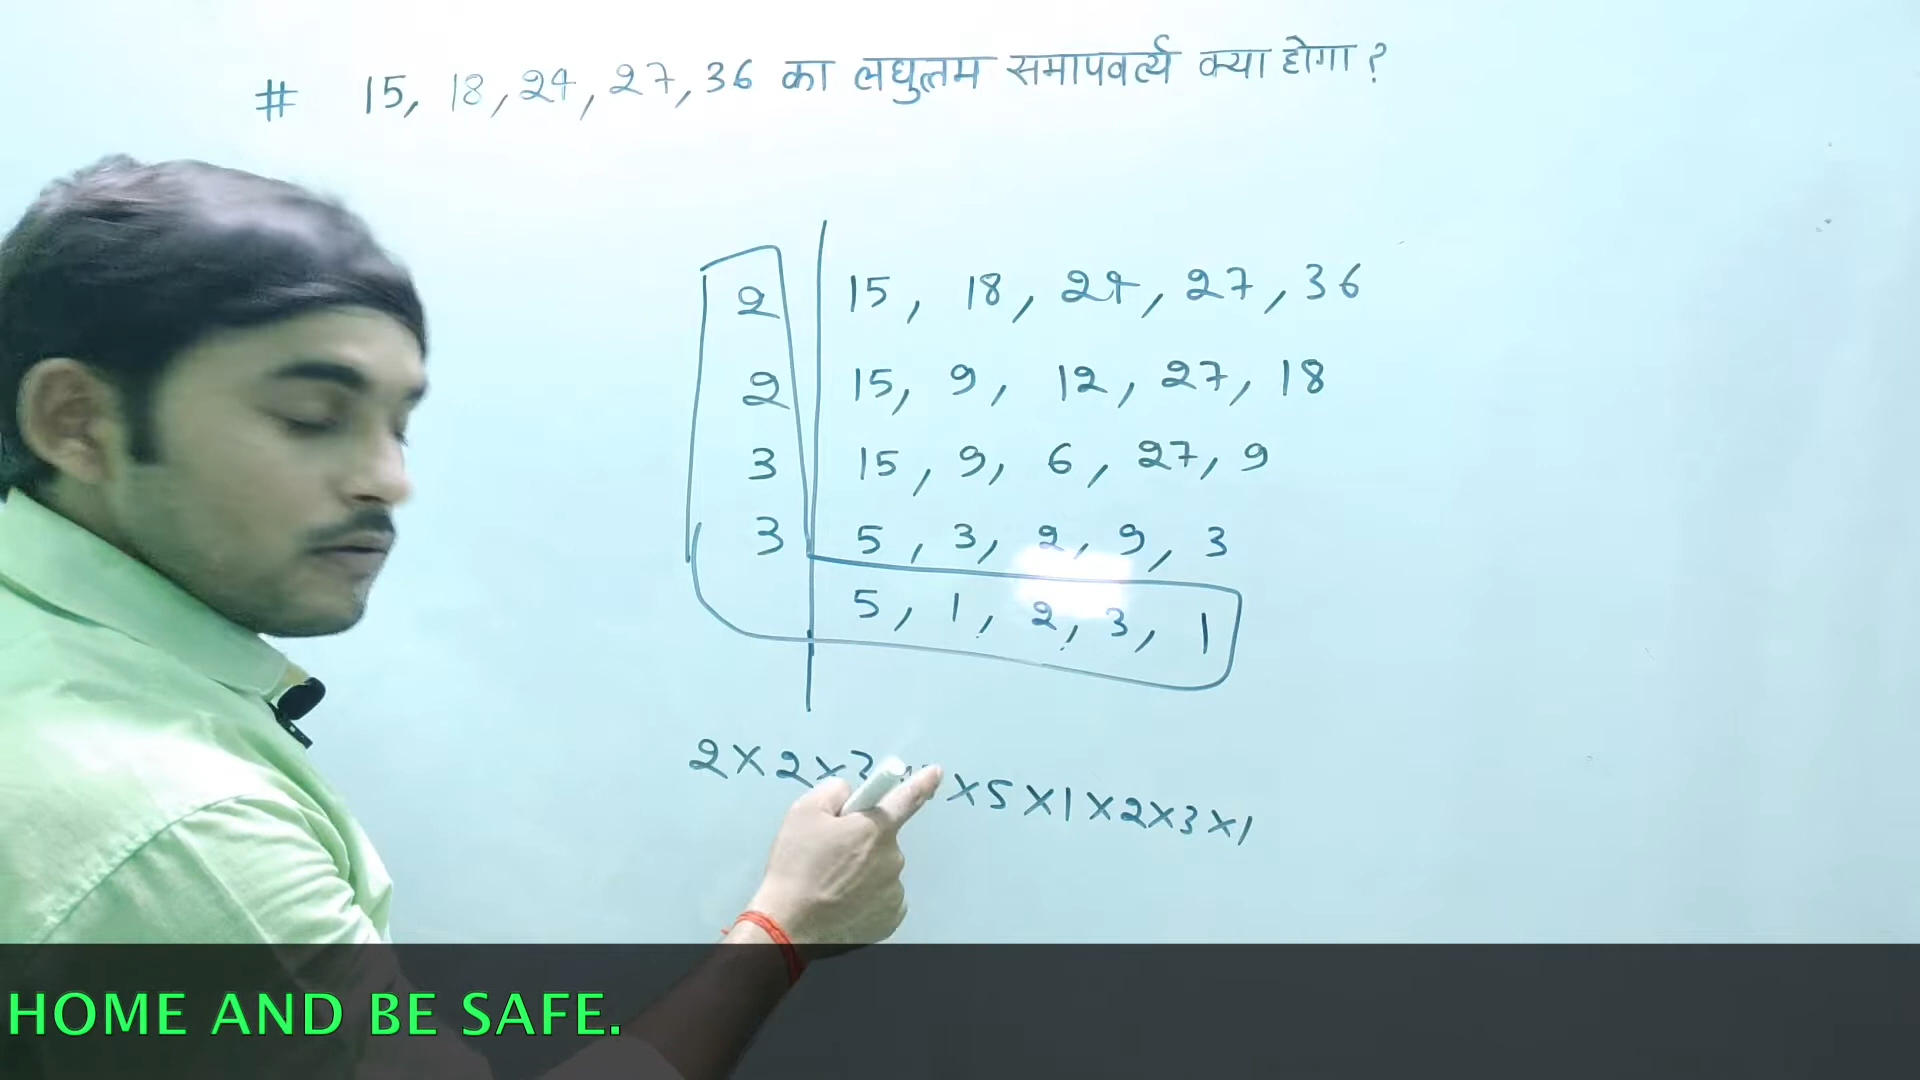 # 15, 18, 24, 27, 36 का लघुत्तम समापवर्त्य क्या होगा ?
2 15, 18, 24, 27, 36
2 15, 9, 12, 27, 18
3 15, 9, 6, 27, 9
3 5, 3, 2, 9, 3
5, 1, 2, 3, 1
2×2× ×5×1×2×3×1
HOME AND BE SAFE.